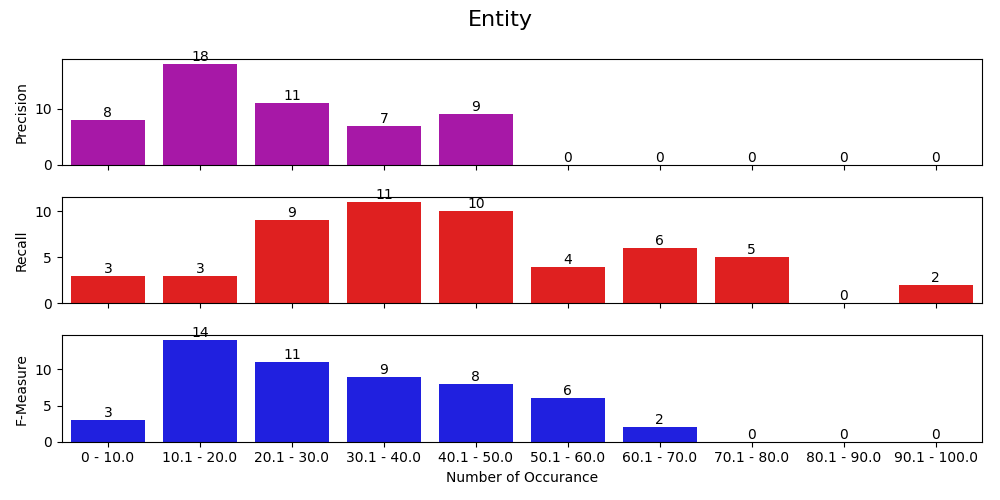 Entity
Precision
10
0
8
18
11
7
9
0
0
0
0
0
Recall
10
5
0
3
3
9
11
10
4
6
5
0
2
F-Measure
10
5
0
3
14
11
9
8
6
2
0
0
0
0 - 10.0
10.1 - 20.0
20.1 - 30.0
30.1 - 40.0
40.1 - 50.0
50.1 - 60.0
60.1 - 70.0
70.1 - 80.0
80.1 - 90.0
90.1 - 100.0
Number of Occurance